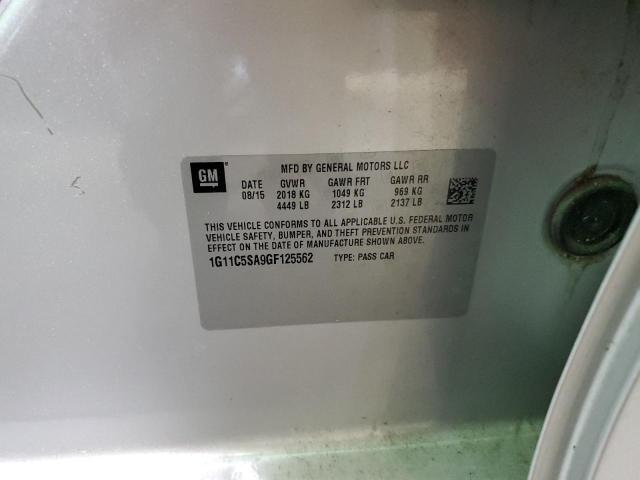 GM
MFD BY GENERAL MOTORS LLC
DATE GVWR GAWR FRT GAWR RR
08/15 2018 KG 1049 KG 969 KG
4449 LB 2312 LB 2137 LB
THIS VEHICLE CONFORMS TO ALL APPLICABLE U.S. FEDERAL MOTOR
VEHICLE SAFETY, BUMPER, AND THEFT PREVENTION STANDARDS IN
EFFECT ON THE DATE OF MANUFACTURE SHOWN ABOVE.
1G11C5SA9GF125562 TYPE: PASS CAR